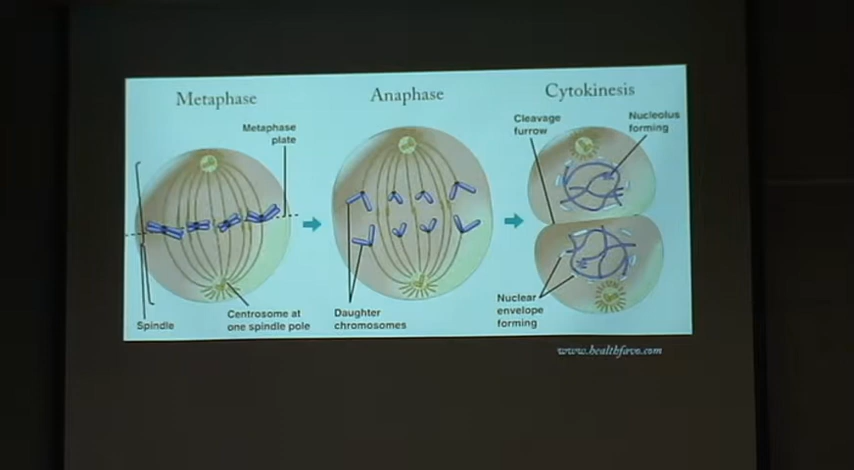 Metaphase
Anaphase
Cytokinesis
Metaphase
plate
Cleavage
furrow
Nucleolus
forming
Spindle
Centrosome at
one spindle pole
Daughter
chromosomes
Nuclear
envelope
forming
www.healthfavo.com